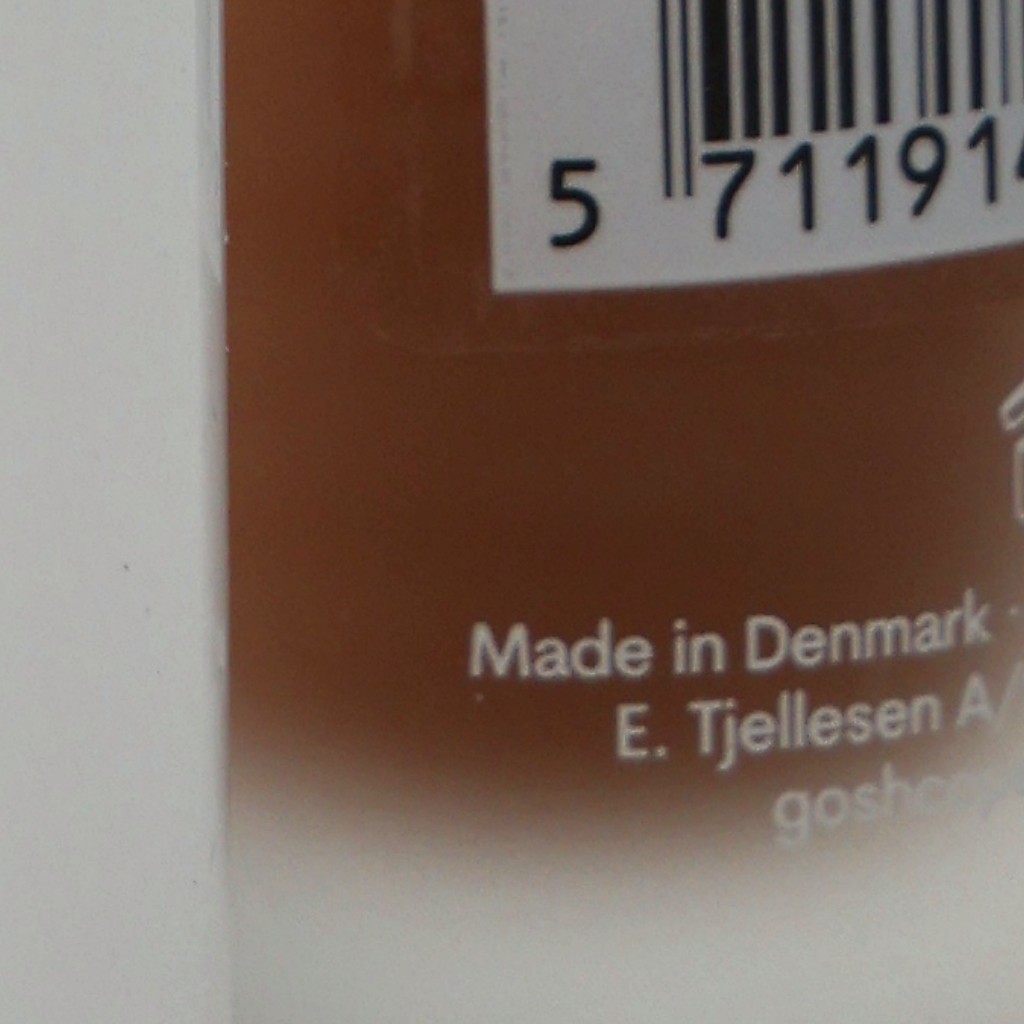 5 711914
Made in Denmark ·
E. Tjellesen A/